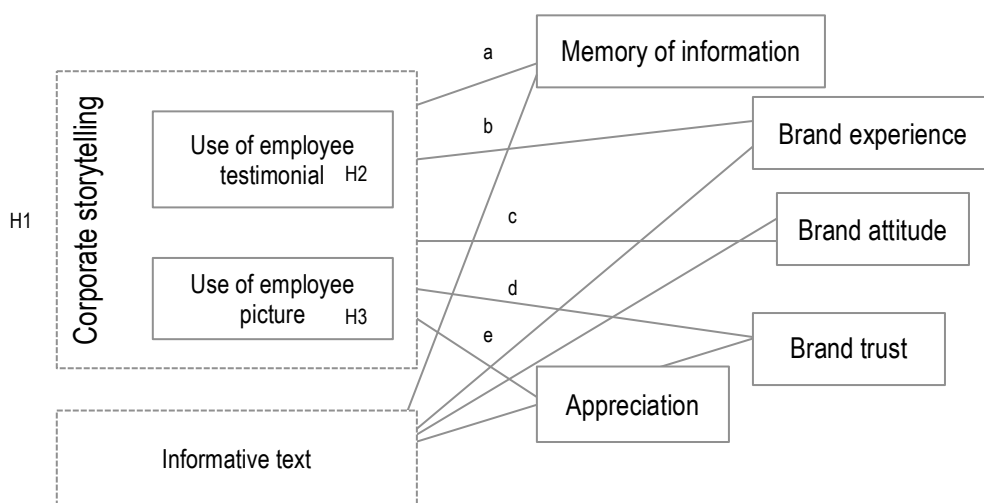 H1
Corporate storytelling
Use of employee
testimonial H2
Use of employee
picture H3
Informative text
a
b
c
d
e
Memory of information
Brand experience
Brand attitude
Brand trust
Appreciation